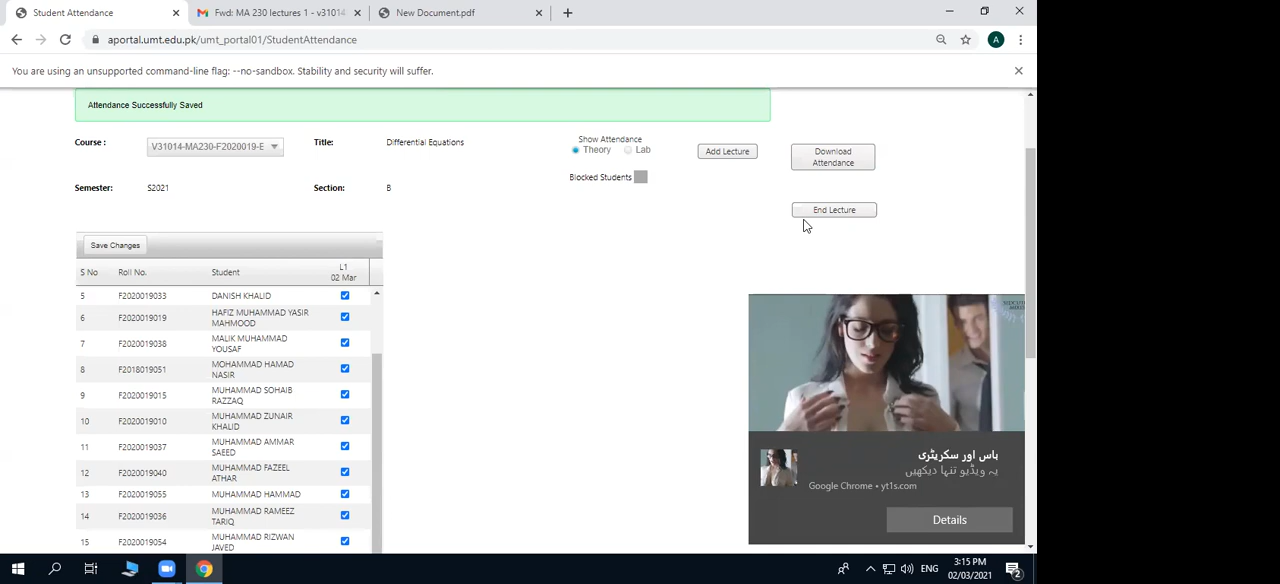 Student Attendance
Fwd: MA 230 lectures 1 - v31014
New Document.pdf
aportal.umt.edu.pk/umt_portal01/StudentAttendance
A
You are using an unsupported command-line flag: --no-sandbox. Stability and security will suffer.
Attendance Successfully Saved
Course :
V31014-MA230-F2020019-E
Title:
Differential Equations
Show Attendance
Theory
Lab
Add Lecture
Download
Attendance
Blocked Students
Semester:
S2021
Section:
B
End Lecture
Save Changes
S No Roll No. Student L1
02 Mar
5 F2020019033 DANISH KHALID
6 F2020019019 HAFIZ MUHAMMAD YASIR
MAHMOOD
7 F2020019038 MALIK MUHAMMAD
YOUSAF
8 F2018019051 MOHAMMAD HAMAD
NASIR
9 F2020019015 MUHAMMAD SOHAIB
RAZZAQ
10 F2020019010 MUHAMMAD ZUNAIR
KHALID
11 F2020019037 MUHAMMAD AMMAR
SAEED
12 F2020019040 MUHAMMAD FAZEEL
ATHAR
13 F2020019055 MUHAMMAD HAMMAD
14 F2020019036 MUHAMMAD RAMEEZ
TARIQ
15 F2020019054 MUHAMMAD RIZWAN
JAVED
باس اور سکریٹری
یہ ویڈیو تنہا دیکھیں
Google Chrome • yt1s.com
Details
ENG
3:15 PM
02/03/2021
2